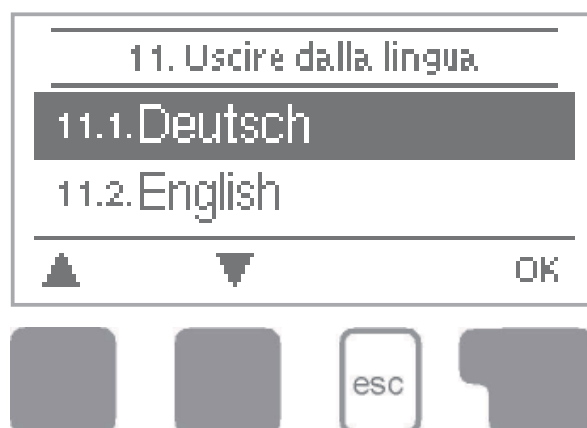 11. Uscire dalla lingua
11.1.Deutsch
11.2.English
OK
esc